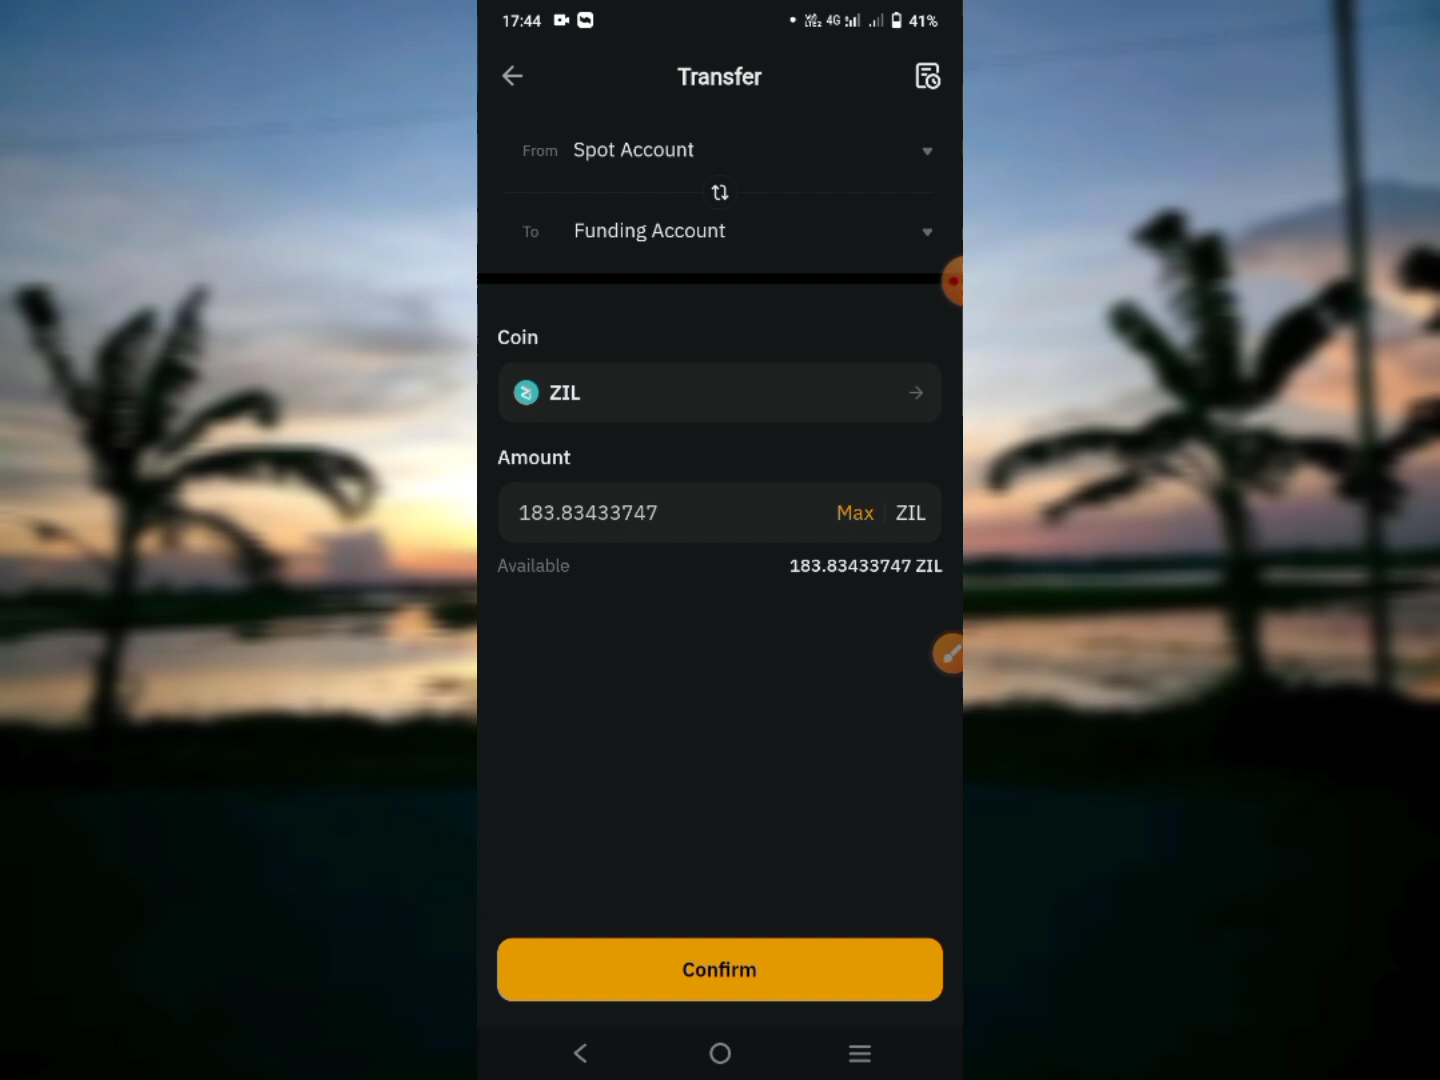 17:44 4G 41%
Transfer
From Spot Account
To Funding Account
Coin
ZIL
Amount
183.83433747 Max ZIL
Available 183.83433747 ZIL
Confirm